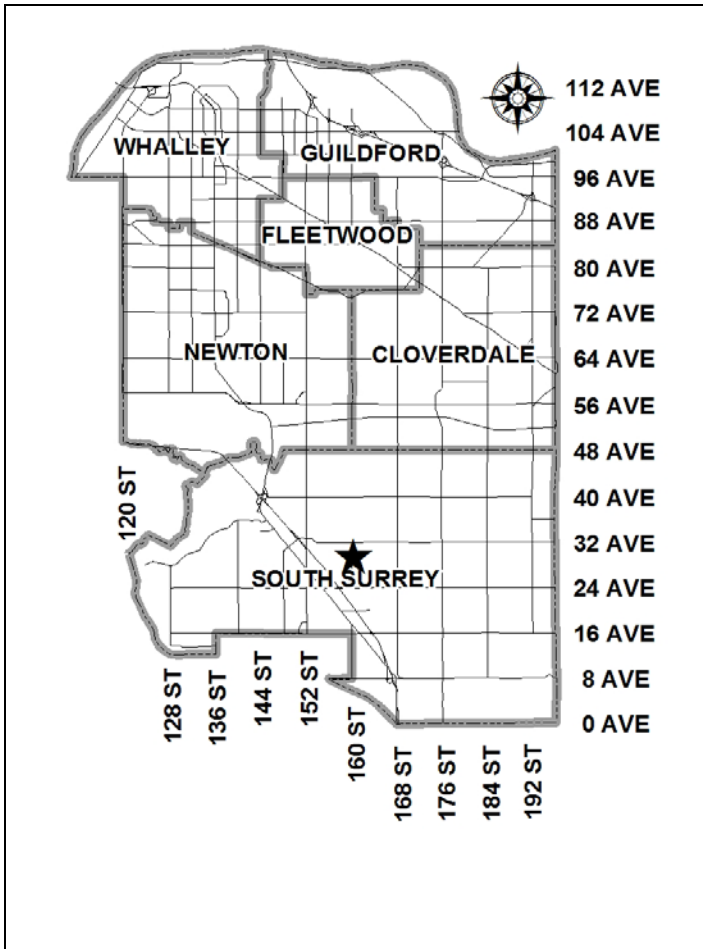 112 AVE
104 AVE
WHALLEY
GUILDFORD
96 AVE
88 AVE
FLEETWOOD
80 AVE
72 AVE
NEWTON
CLOVERDALE
64 AVE
56 AVE
48 AVE
120 ST
40 AVE
32 AVE
SOUTH SURREY
24 AVE
16 AVE
8 AVE
0 AVE
128 ST
136 ST
144 ST
152 ST
160 ST
168 ST
176 ST
184 ST
192 ST